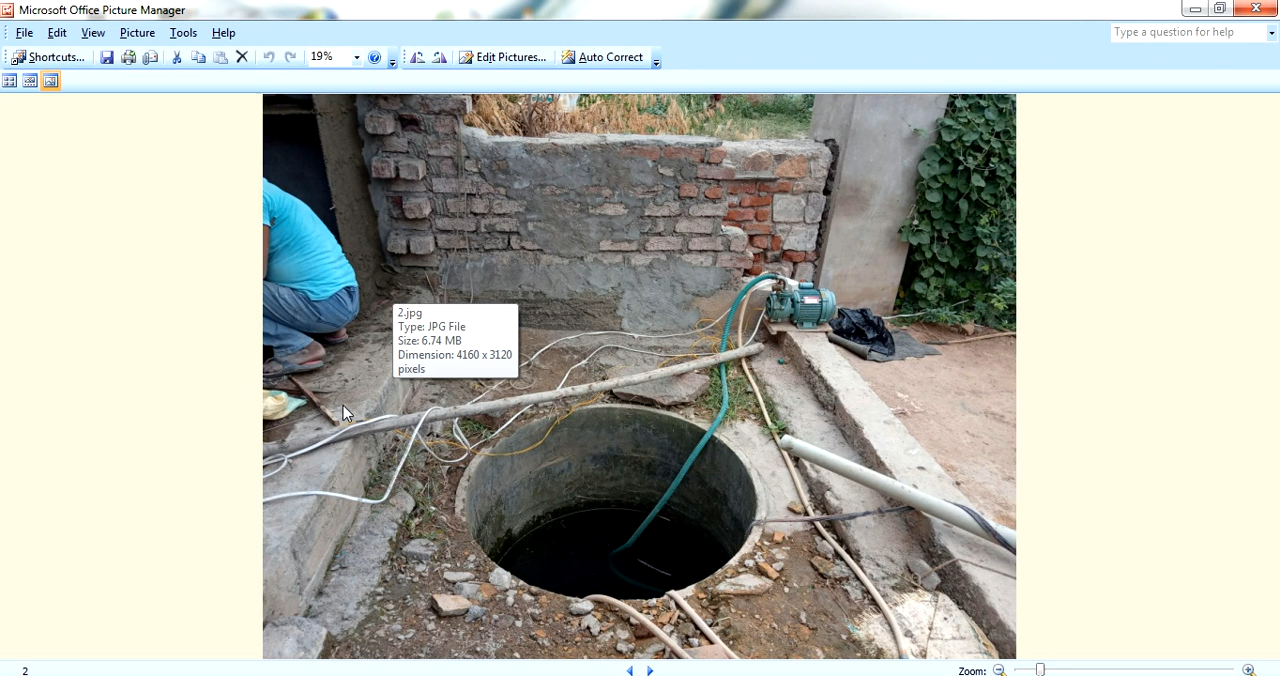 Microsoft Office Picture Manager
File Edit View Picture Tools Help
Type a question for help
Shortcuts... 19% Edit Pictures... Auto Correct
2.jpg
Type: JPG File
Size: 6.74 MB
Dimension: 4160 x 3120
pixels
2
Zoom: